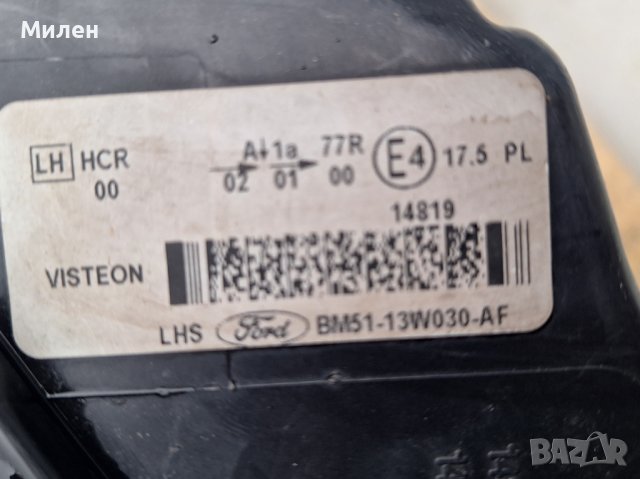 Милен
LH HCR A+1a 77R E4 17.5 PL
00 02 01 00
14819
VISTEON
LHS Ford BM51-13W030-AF
BAZAR